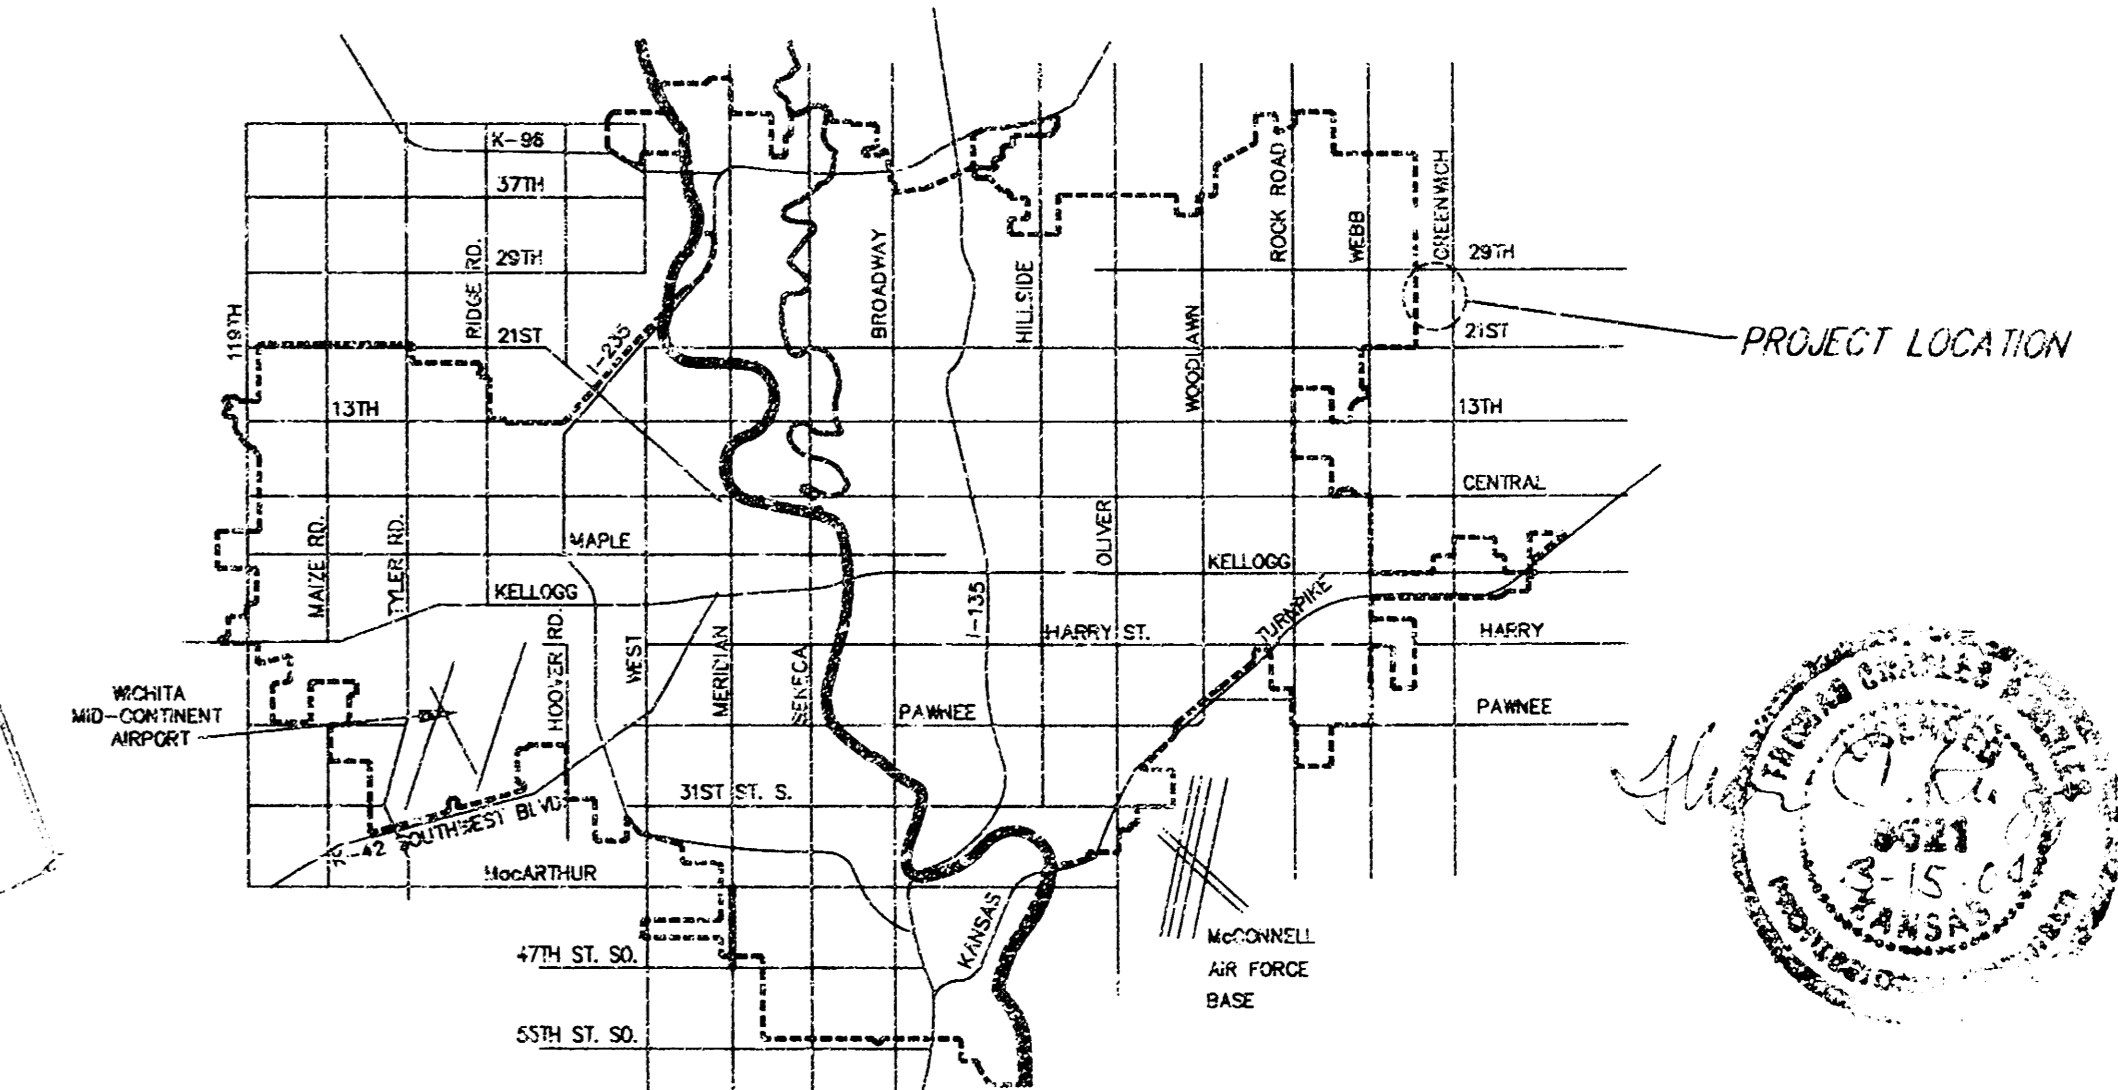 K-96
37TH
29TH
RIDGE RD.
119TH
21ST
I-235
13TH
BROADWAY
HILLSIDE
WOODLAWN
ROCK ROAD
WEBB
GREENWICH
29TH
21ST
PROJECT LOCATION
13TH
CENTRAL
MAIZE RD.
TYLER RD.
MAPLE
KELLOGG
HOOVER RD.
WEST
MERIDIAN
SENECA
I-135
OLIVER
KELLOGG
TURNPIKE
HARRY ST.
HARRY
WICHITA
MID-CONTINENT
AIRPORT
PAWNEE
PAWNEE
31ST ST. S.
K-42 SOUTHWEST BLVD.
MacARTHUR
KANSAS
McCONNELL
AIR FORCE
BASE
47TH ST. SO.
55TH ST. SO.
THOMAS CHARLES
LICENSED
KANSAS